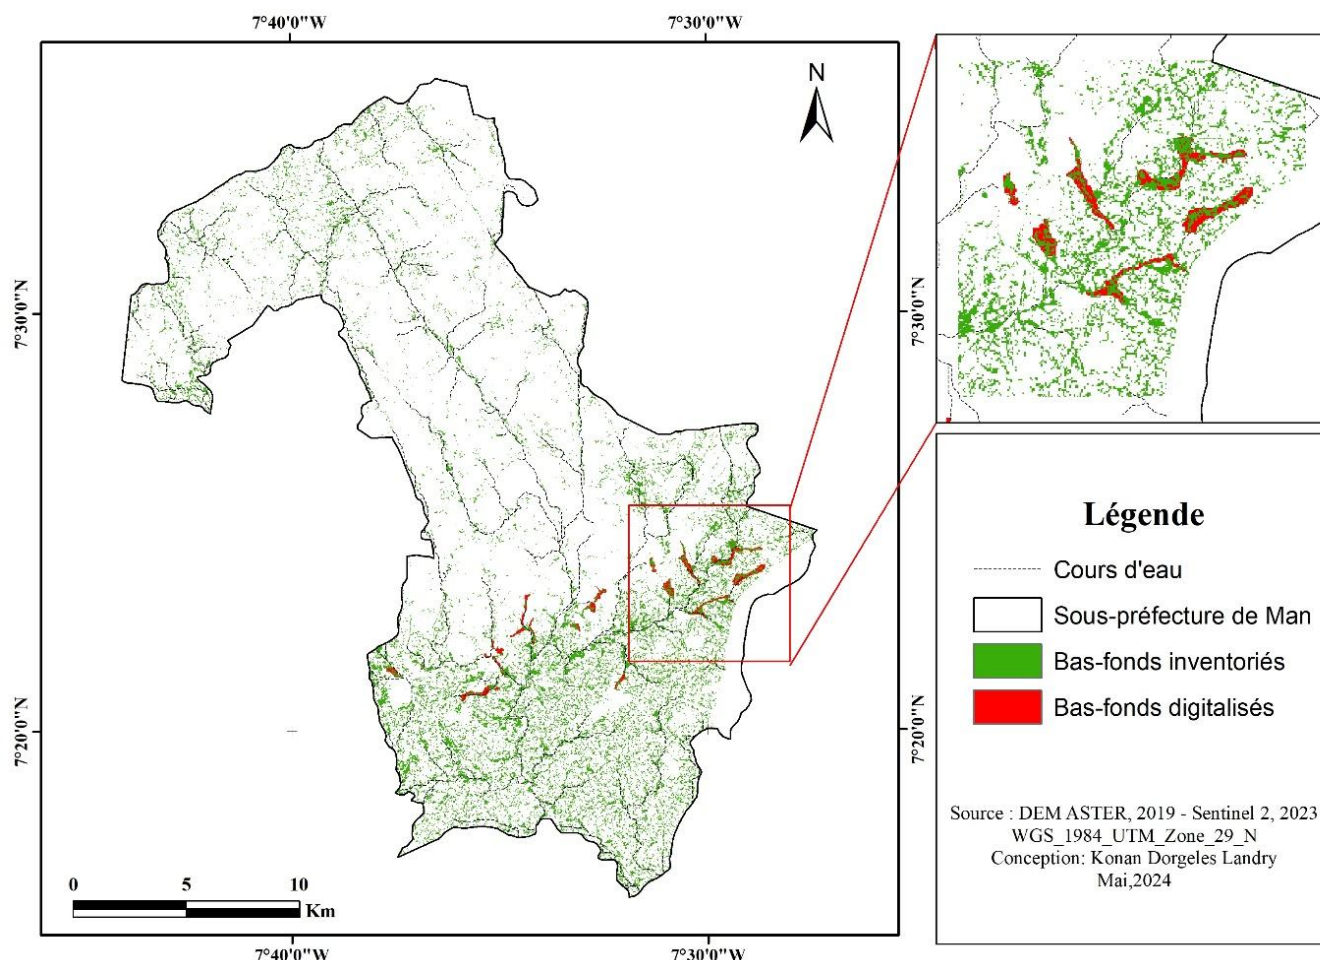 7°40'0"W
7°30'0"W
N
7°30'0"N
7°30'0"N
7°20'0"N
7°20'0"N
0 5 10
Km
7°40'0"W
7°30'0"W
Légende
Cours d'eau
Sous-préfecture de Man
Bas-fonds inventoriés
Bas-fonds digitalisés
Source : DEM ASTER, 2019 - Sentinel 2, 2023
WGS_1984_UTM_Zone_29_N
Conception: Konan Dorgeles Landry
Mai,2024